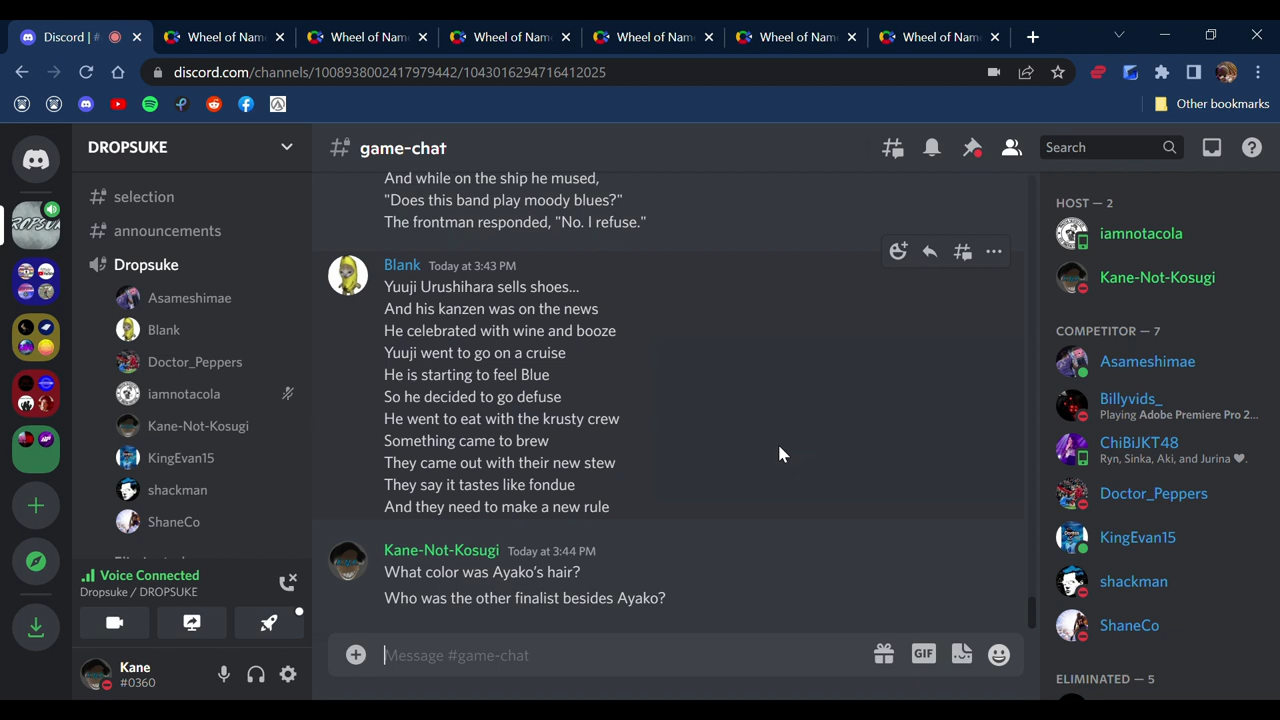 Discord | #
Wheel of Nam
Wheel of Nam
Wheel of Nam
Wheel of Nam
Wheel of Nam
Wheel of Nam
discord.com/channels/1008938002417979442/1043016294716412025
Other bookmarks
DROPSUKE
selection
announcements
Dropsuke
Asameshimae
Blank
Doctor_Peppers
iamnotacola
Kane-Not-Kosugi
KingEvan15
shackman
ShaneCo
Voice Connected
Dropsuke / DROPSUKE
Kane
#0360
game-chat
Search
And while on the ship he mused,
"Does this band play moody blues?"
The frontman responded, "No. I refuse."
Blank Today at 3:43 PM
Yuuji Urushihara sells shoes...
And his kanzen was on the news
He celebrated with wine and booze
Yuuji went to go on a cruise
He is starting to feel Blue
So he decided to go defuse
He went to eat with the krusty crew
Something came to brew
They came out with their new stew
They say it tastes like fondue
And they need to make a new rule
Kane-Not-Kosugi Today at 3:44 PM
What color was Ayako's hair?
Who was the other finalist besides Ayako?
Message #game-chat
GIF
HOST — 2
iamnotacola
Kane-Not-Kosugi
COMPETITOR — 7
Asameshimae
Billyvids_
Playing Adobe Premiere Pro 2...
ChiBiJKT48
Ryn, Sinka, Aki, and Jurina ♥.
Doctor_Peppers
KingEvan15
shackman
ShaneCo
ELIMINATED — 5